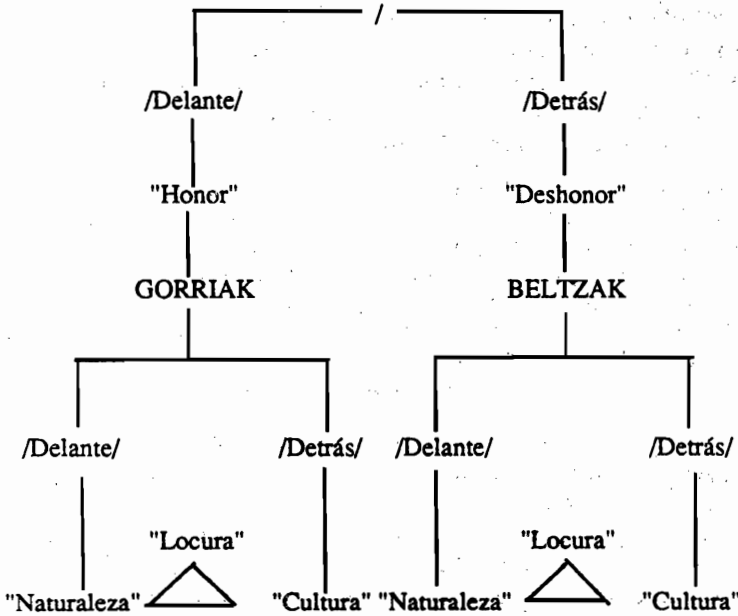 /
/Delante/ /Detrás/
"Honor" "Deshonor"
GORRIAK BELTZAK
/Delante/ /Detrás/ /Delante/ /Detrás/
"Locura" "Locura"
"Naturaleza" "Cultura" "Naturaleza" "Cultura"